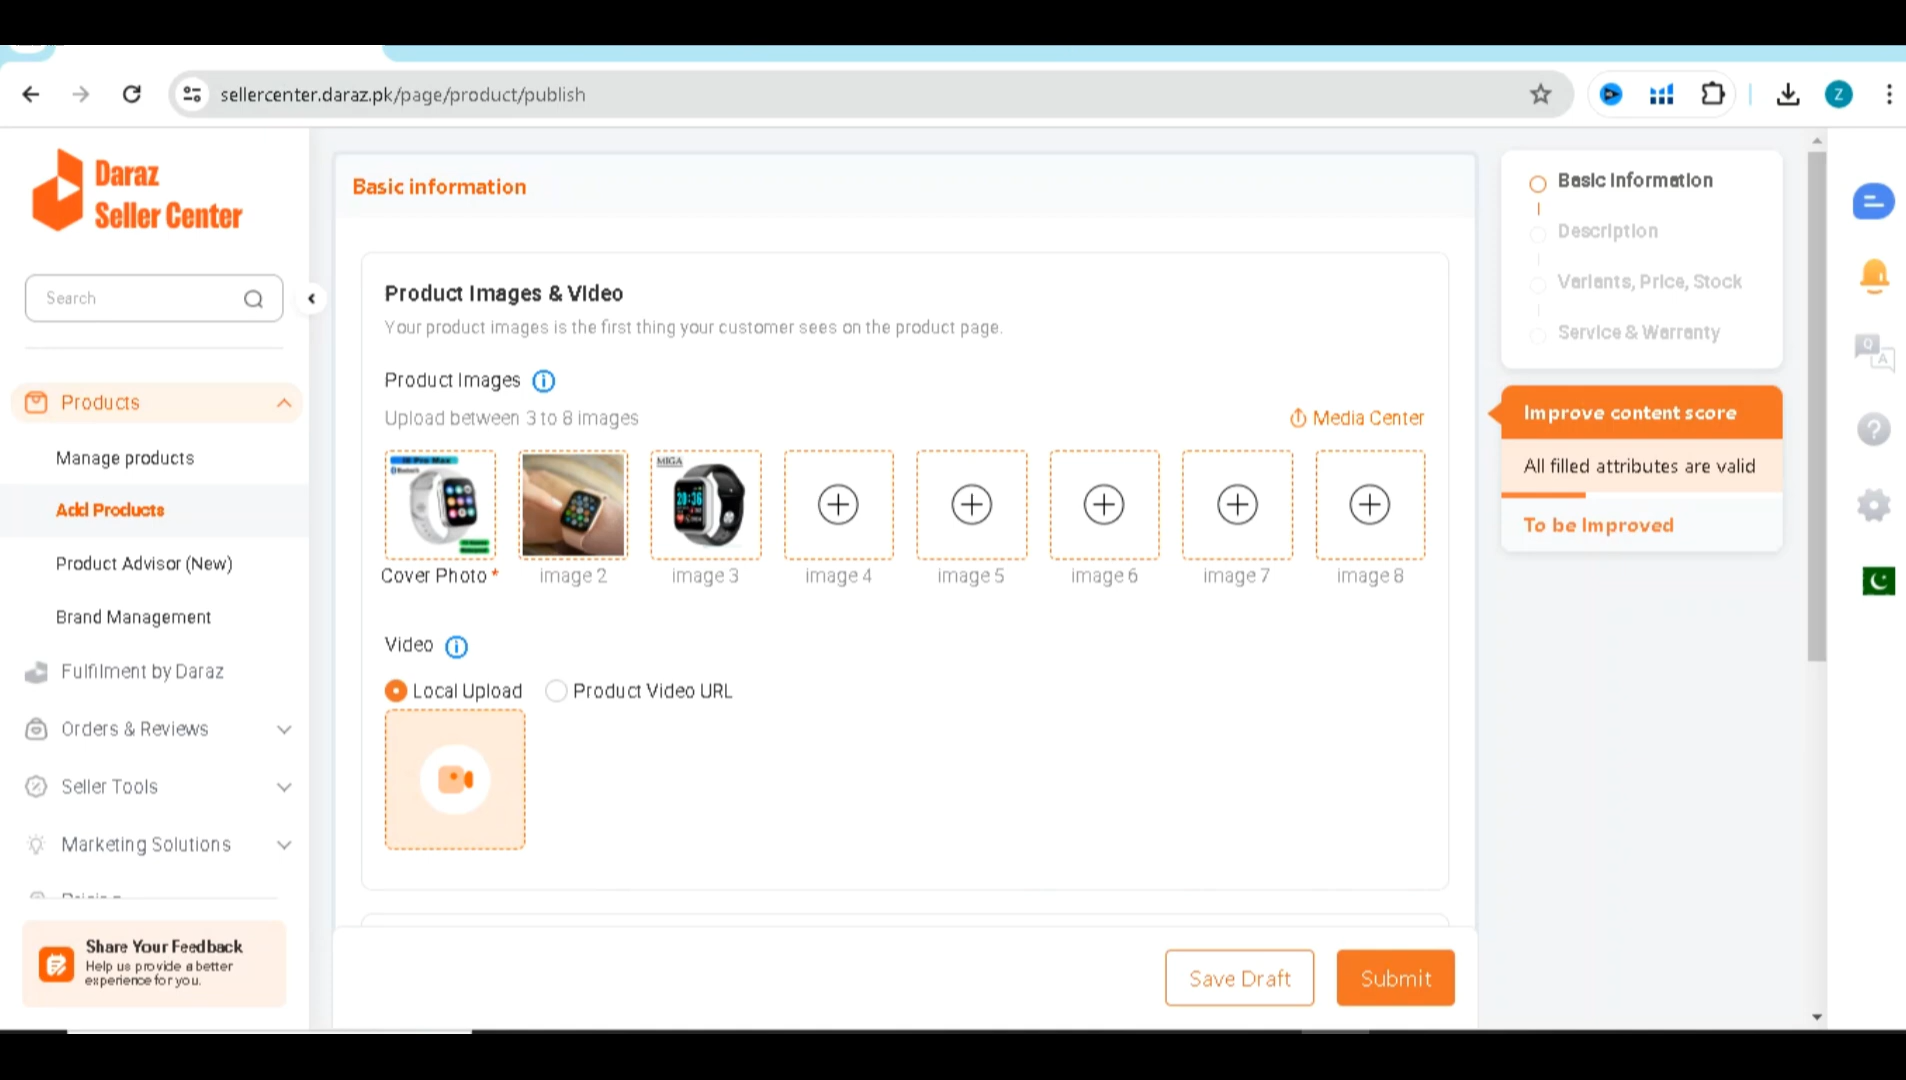 sellercenter.daraz.pk/page/product/publish
Z
Daraz
Seller Center
Search
Products
Manage products
Add Products
Product Advisor (New)
Brand Management
Fulfilment by Daraz
Orders & Reviews
Seller Tools
Marketing Solutions
Share Your Feedback
Help us provide a better
experience for you.
Basic information
Product Images & Video
Your product images is the first thing your customer sees on the product page.
Product Images
Upload between 3 to 8 images
Media Center
MIGA
20:36
Cover Photo *
image 2
image 3
image 4
image 5
image 6
image 7
image 8
Video
Local Upload
Product Video URL
Save Draft
Submit
Basic Information
Description
Variants, Price, Stock
Service & Warranty
Improve content score
All filled attributes are valid
To be Improved
Q
A